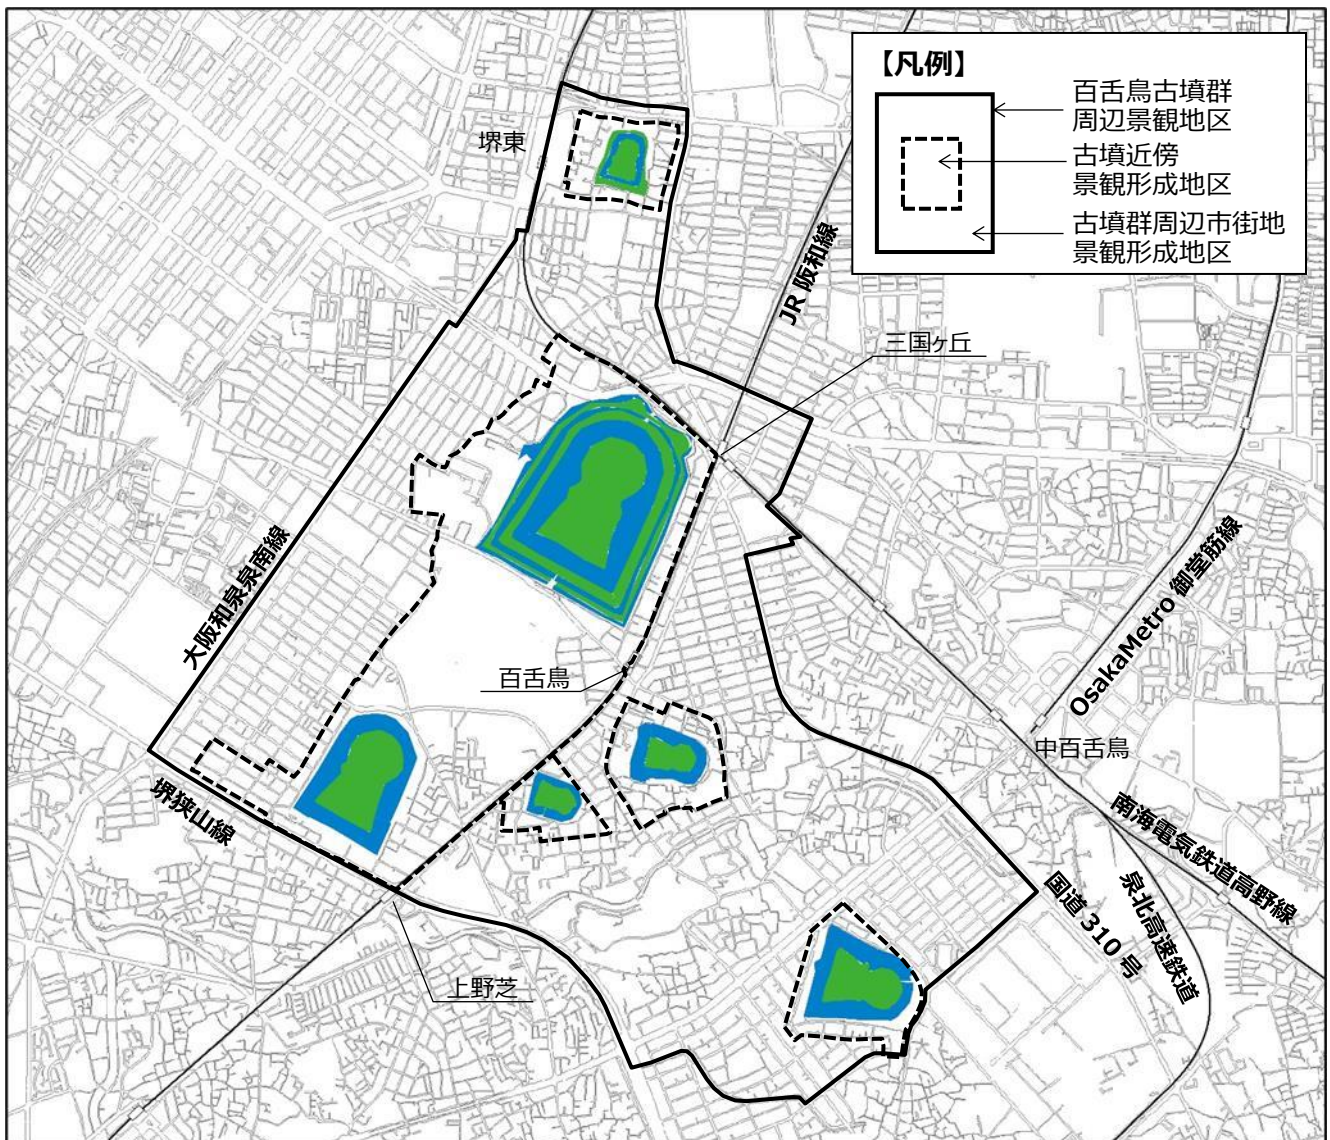 【凡例】
百舌鳥古墳群
周辺景観地区
古墳近傍
景観形成地区
古墳群周辺市街地
景観形成地区
堺東
JR 阪和線
三国ヶ丘
大阪和泉泉南線
OsakaMetro 御堂筋線
百舌鳥
中百舌鳥
堺狭山線
南海電気鉄道高野線
国道 310 号
泉北高速鉄道
上野芝